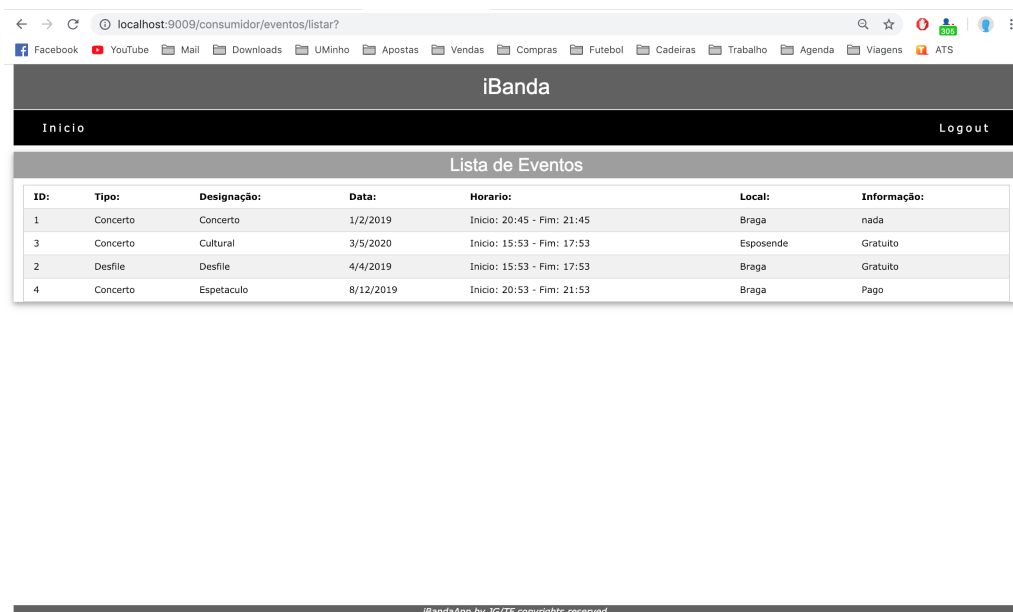 localhost:9009/consumidor/eventos/listar?
308
Facebook YouTube Mail Downloads UMinho Apostas Vendas Compras Futebol Cadeiras Trabalho Agenda Viagens ATS
iBanda
Inicio Logout
Lista de Eventos
ID: Tipo: Designação: Data: Horario: Local: Informação:
1 Concerto Concerto 1/2/2019 Inicio: 20:45 - Fim: 21:45 Braga nada
3 Concerto Cultural 3/5/2020 Inicio: 15:53 - Fim: 17:53 Esposende Gratuito
2 Desfile Desfile 4/4/2019 Inicio: 15:53 - Fim: 17:53 Braga Gratuito
4 Concerto Espetaculo 8/12/2019 Inicio: 20:53 - Fim: 21:53 Braga Pago
iBandaApp by JG/TF copyrights reserved